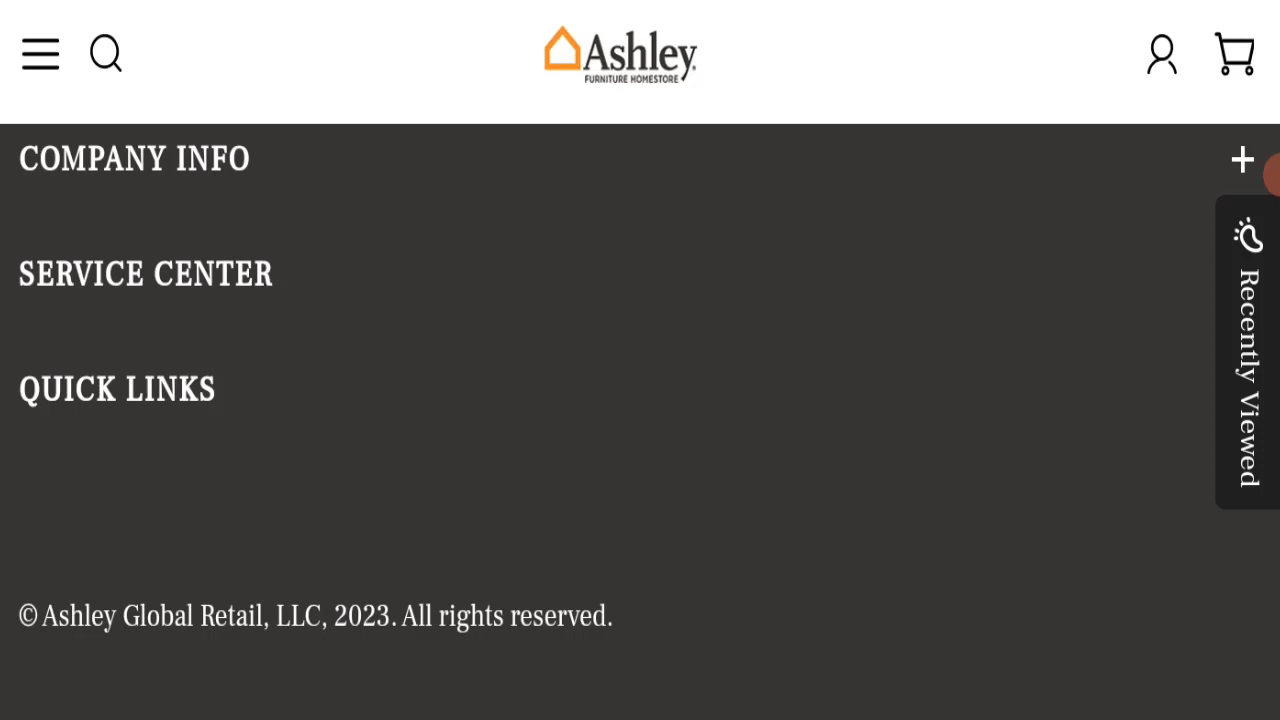 Ashley
FURNITURE HOMESTORE
COMPANY INFO
SERVICE CENTER
QUICK LINKS
Recently Viewed
© Ashley Global Retail, LLC, 2023. All rights reserved.